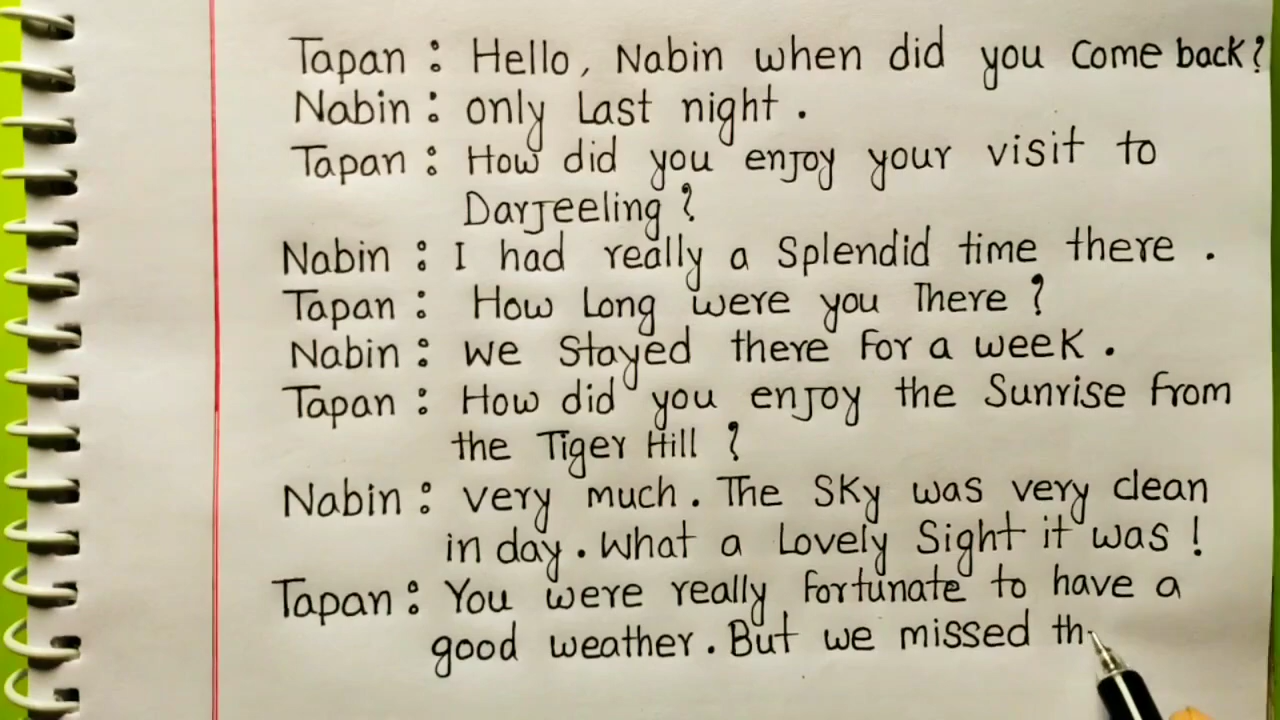 Tapan : Hello, Nabin when did you come back?
Nabin : only Last night .
Tapan : How did you enjoy your visit to
Darjeeling ?
Nabin : I had really a Splendid time there .
Tapan : How Long were you There ?
Nabin : we Stayed there For a week .
Tapan : How did you enjoy the Sunrise From
the Tiger Hill ?
Nabin : very much . The Sky was very clean
in day . What a Lovely Sight it was !
Tapan : You were really Fortunate to have a
good weather . But we missed th